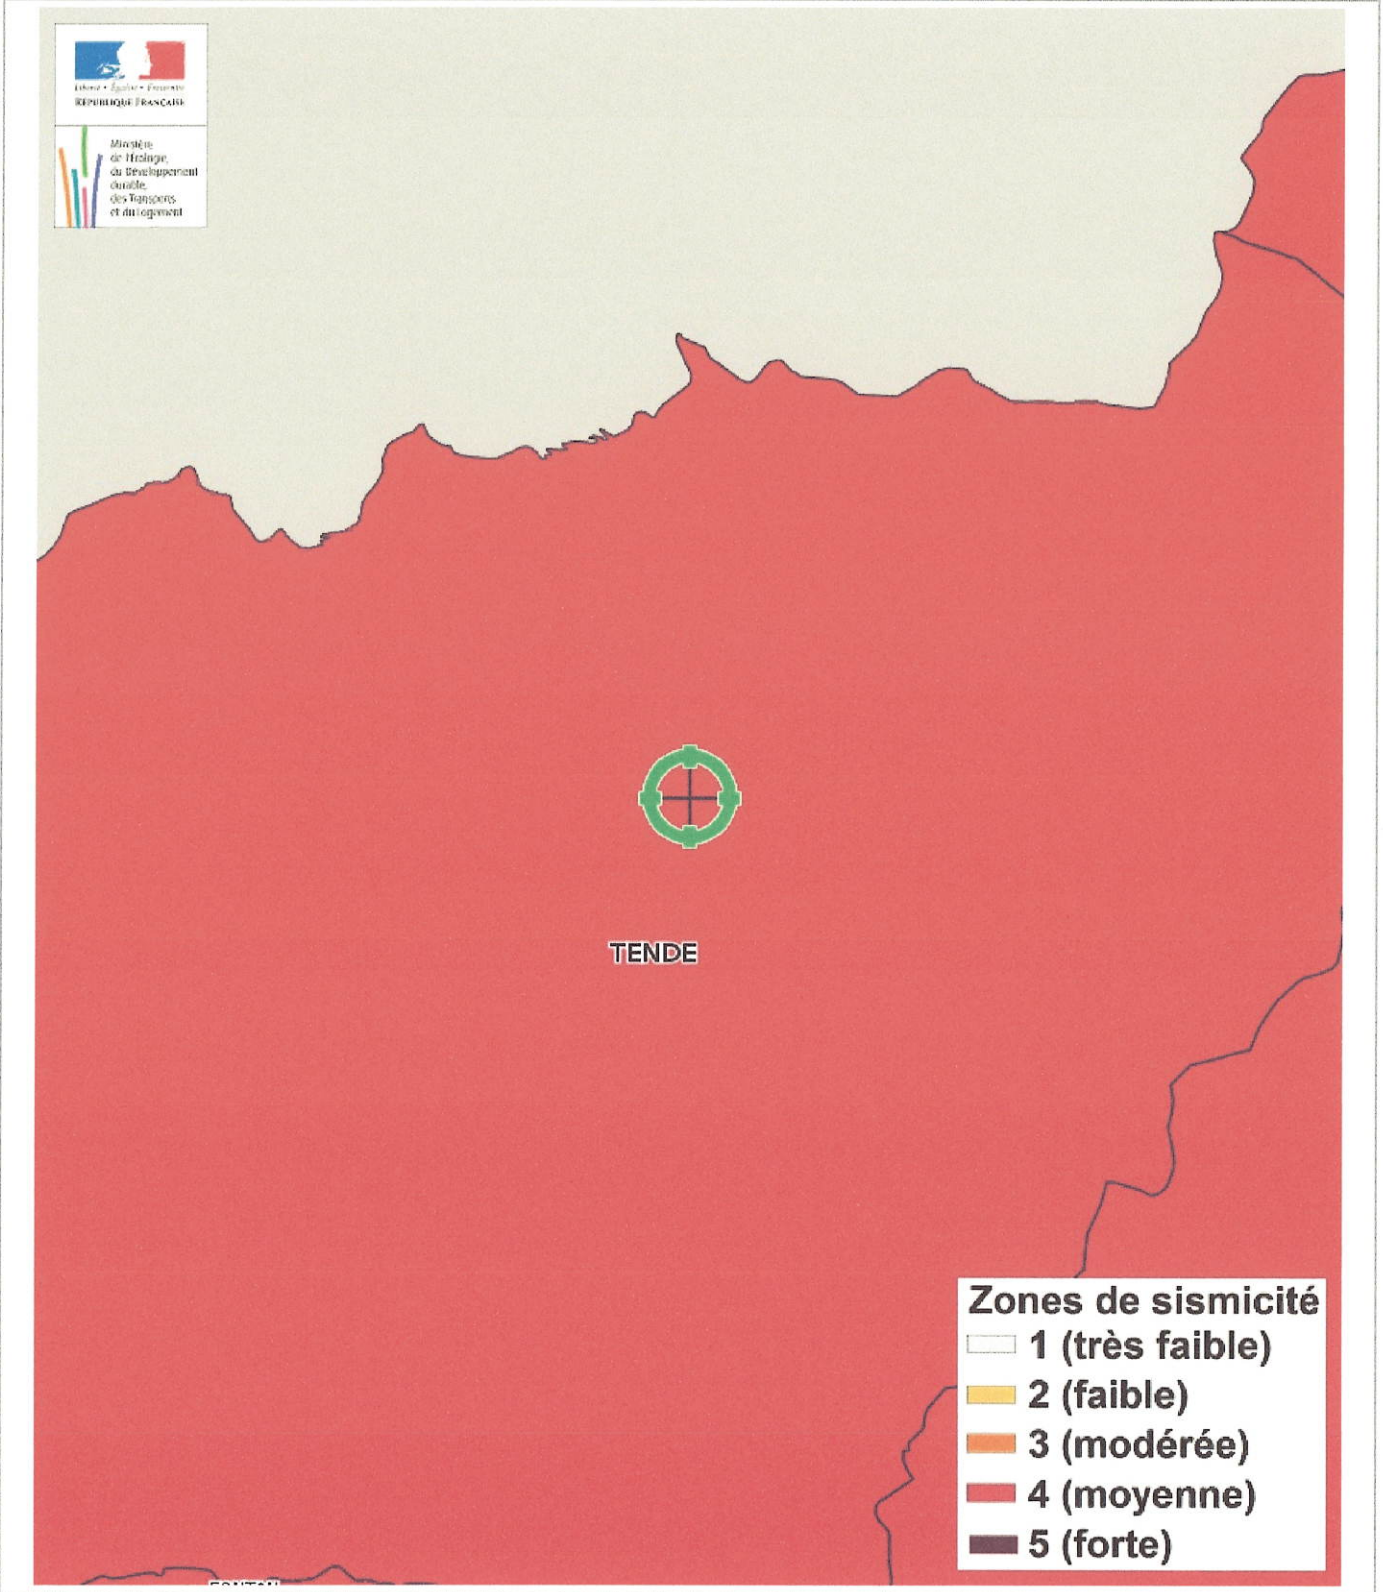 Liberté • Égalité • Fraternité
RÉPUBLIQUE FRANÇAISE
Ministère
de l'Écologie,
du Développement
durable,
des Transports
et du Logement
TENDE
Zones de sismicité
1 (très faible)
2 (faible)
3 (modérée)
4 (moyenne)
5 (forte)